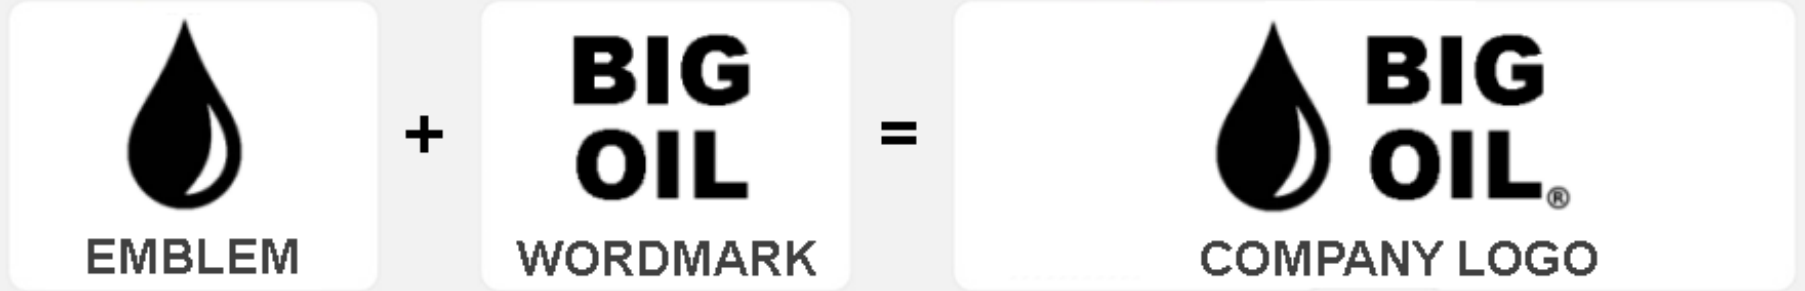 EMBLEM
+
BIG
OIL
WORDMARK
=
BIG
OIL®
COMPANY LOGO